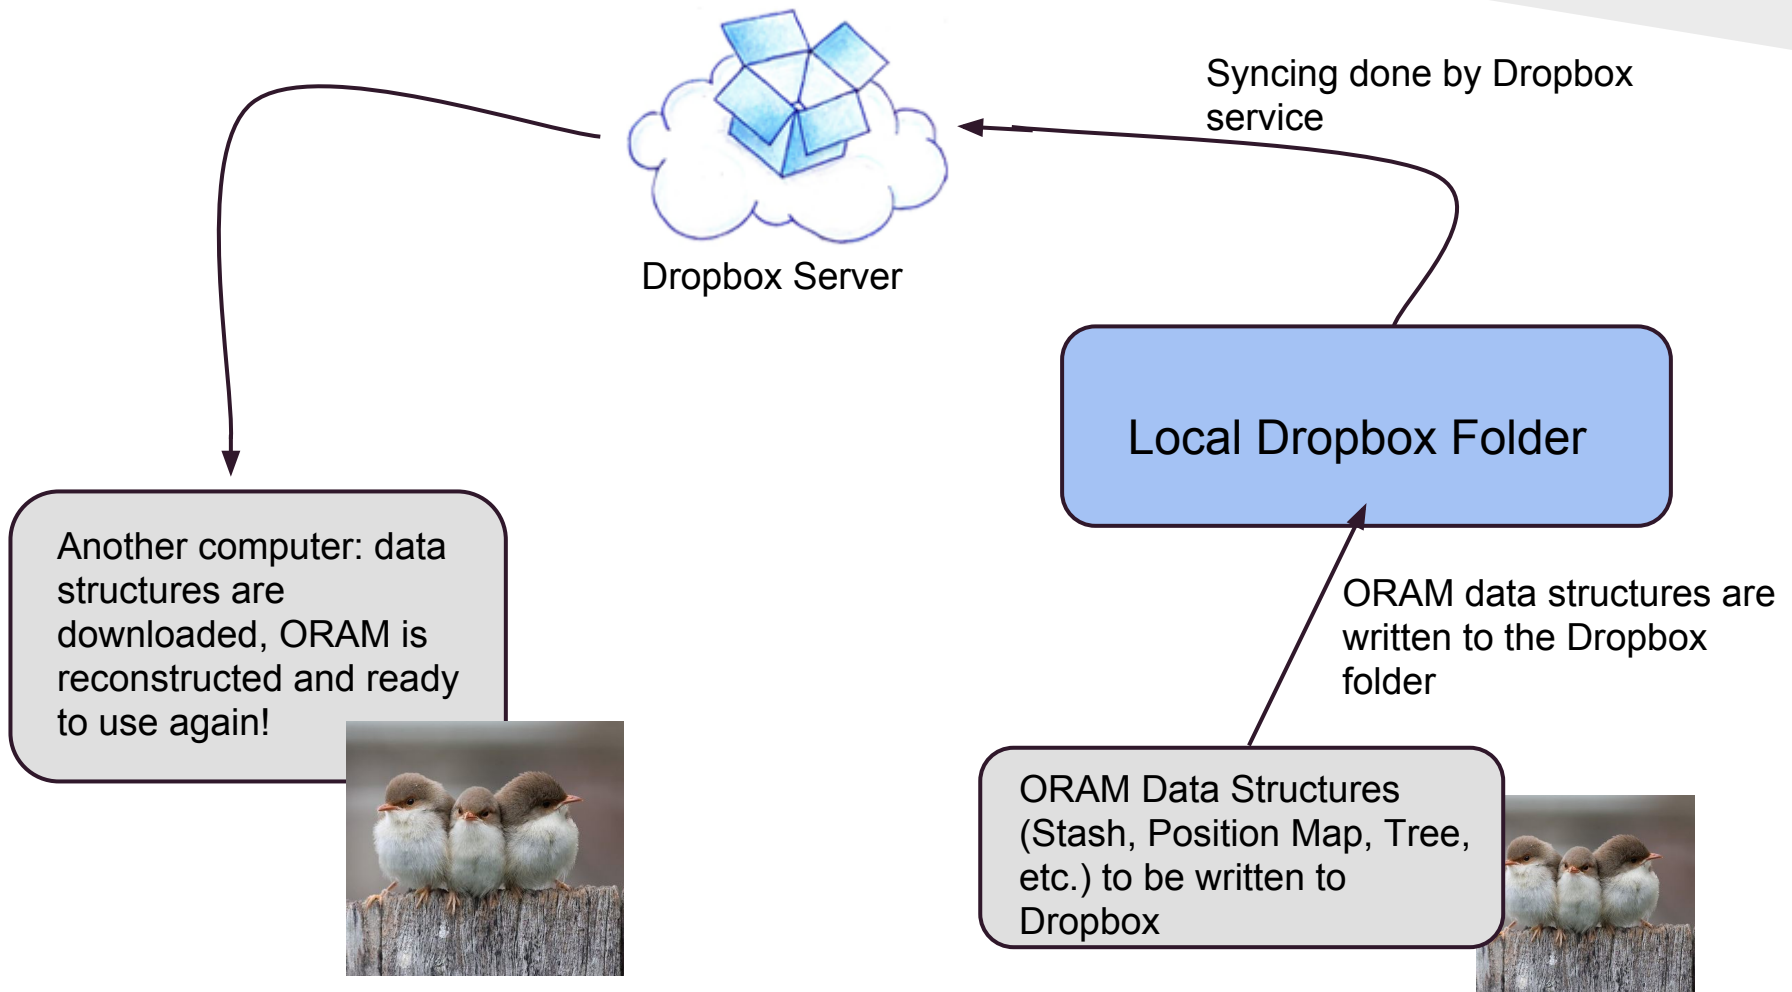 Syncing done by Dropbox
service
Dropbox Server
Local Dropbox Folder
Another computer: data
structures are
downloaded, ORAM is
reconstructed and ready
to use again!
ORAM data structures are
written to the Dropbox
folder
ORAM Data Structures
(Stash, Position Map, Tree,
etc.) to be written to
Dropbox